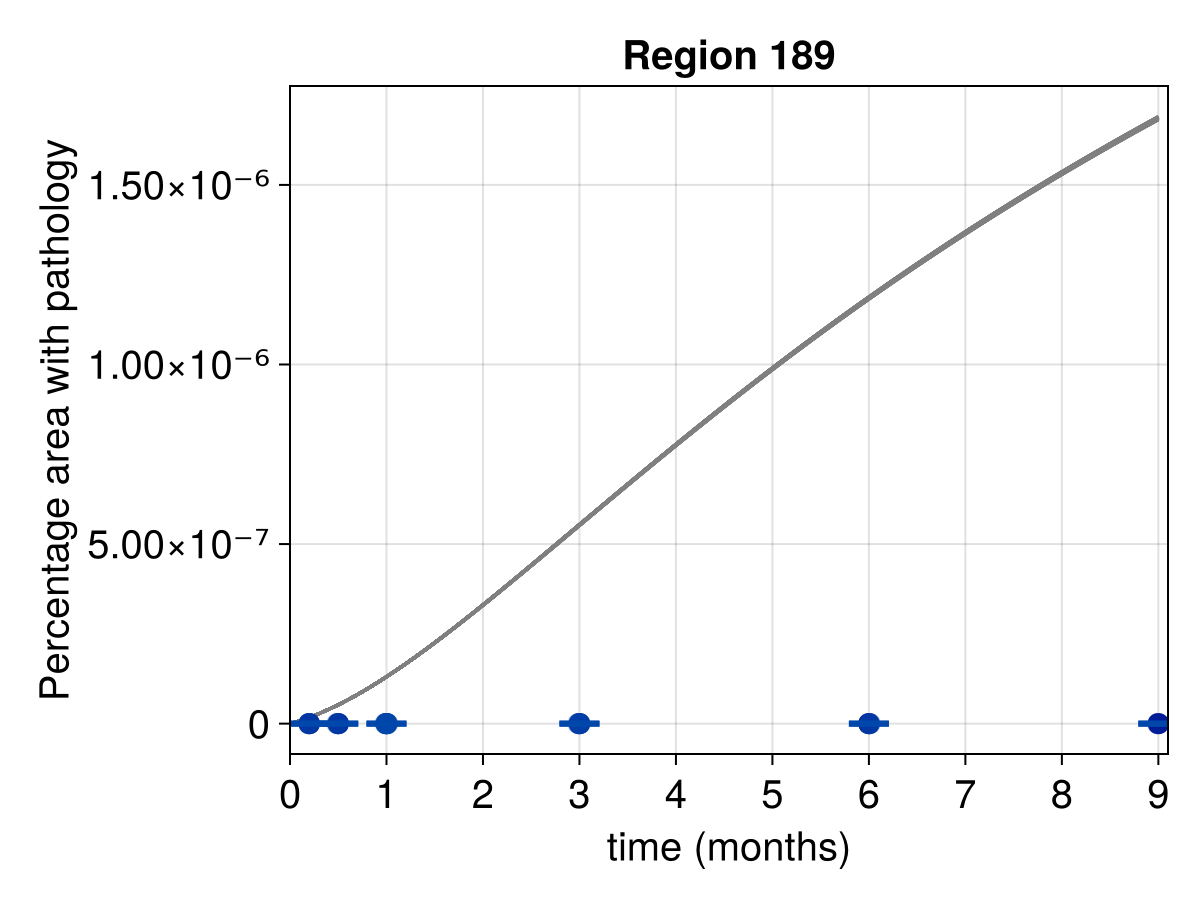 Region 189
Percentage area with pathology
1.50×10⁻⁶
1.00×10⁻⁶
5.00×10⁻⁷
0
0 1 2 3 4 5 6 7 8 9
time (months)